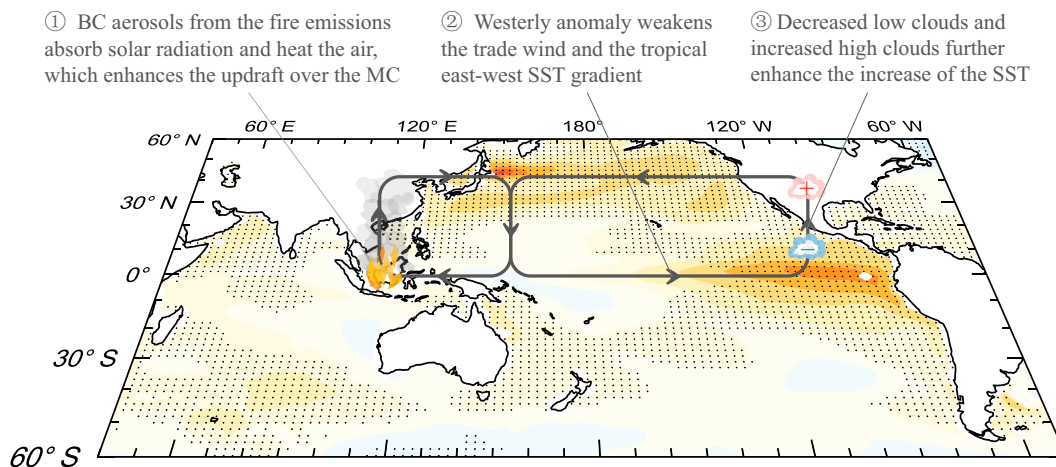 ① BC aerosols from the fire emissions
absorb solar radiation and heat the air,
which enhances the updraft over the MC
② Westerly anomaly weakens
the trade wind and the tropical
east-west SST gradient
③ Decreased low clouds and
increased high clouds further
enhance the increase of the SST
60° E
120° E
180°
120° W
60° W
60° N
30° N
0°
30° S
60° S
+
−